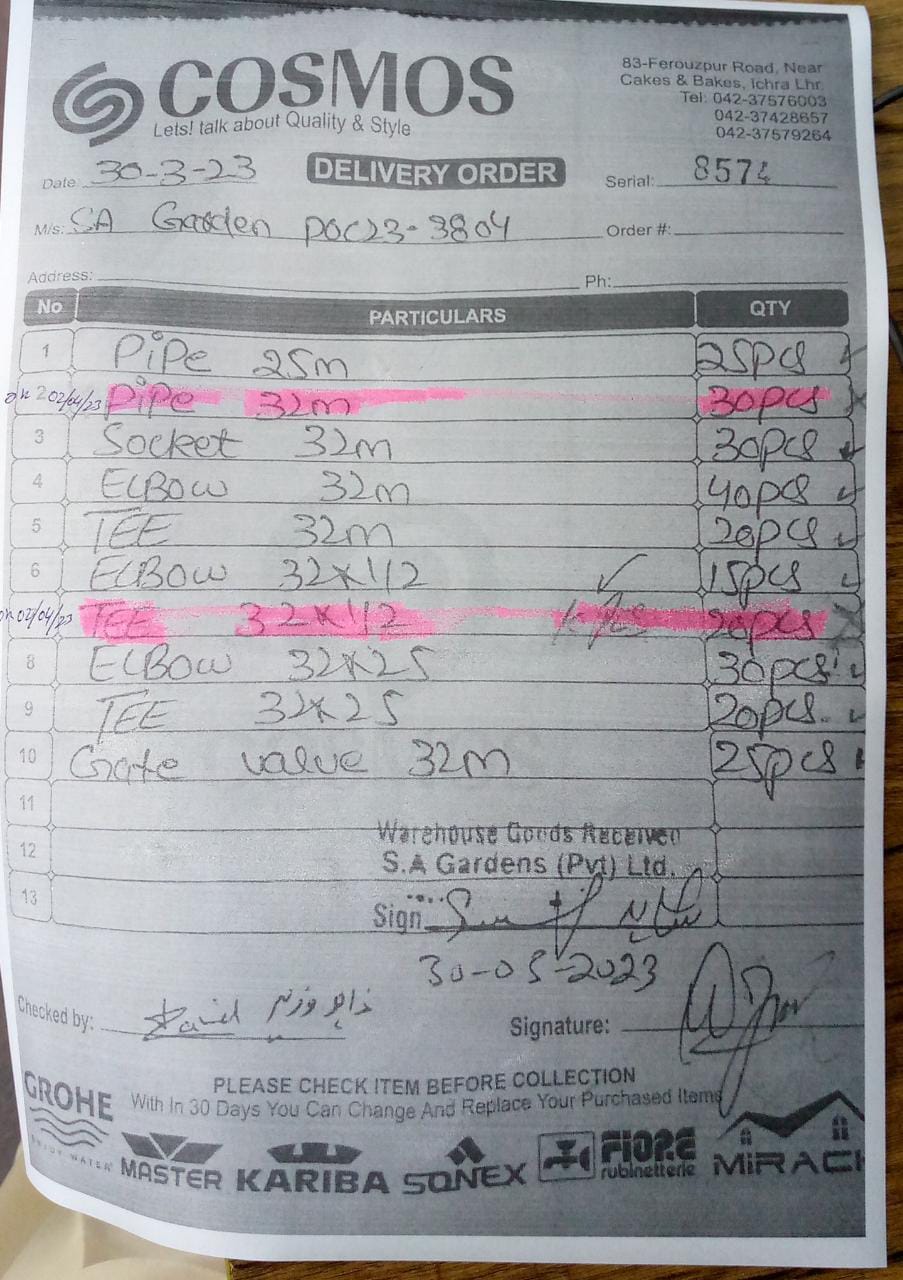 COSMOS
Lets! talk about Quality & Style
83-Ferouzpur Road, Near
Cakes & Bakes, Ichra Lhr.
Tel: 042-37576003
042-37428657
042-37579264
Date: 30-3-23 DELIVERY ORDER Serial: 8574
M/s: SA Garden POC23-3804 Order #:
Address: Ph:
No PARTICULARS QTY
1 PiPe 25m 25pcs
on 2 02/04/23 PiPe 32m 30pcs
3 Socket 32m 30pcs
4 ELBOW 32m 40pcs
5 TEE 32m 20pcs
6 ELBOW 32x1/2 15pcs
on 02/04/23 TEE 32x1/2 20pcs
8 ELBOW 32x25 30pcs
9 TEE 32x25 20pcs.
10 Gate value 32m 25pcs
11
12
13
Warehouse Goods Received
S.A Gardens (Pvt) Ltd.
Sign
30-03-2023
Checked by:
Signature:
PLEASE CHECK ITEM BEFORE COLLECTION
With In 30 Days You Can Change And Replace Your Purchased Items
GROHE
MASTER KARIBA SONEX FIORE rubinetterie MiRACH